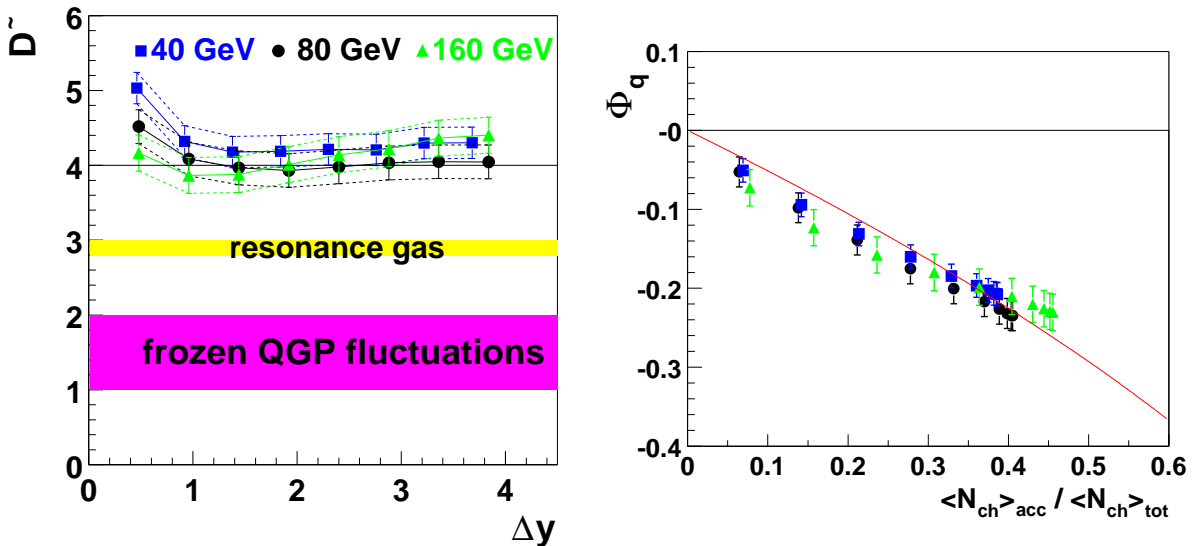 D~
6
5
4
3
2
1
0
40 GeV 80 GeV 160 GeV
resonance gas
frozen QGP fluctuations
0 1 2 3 4
Δy
Φq
0.1
-0
-0.1
-0.2
-0.3
-0.4
0 0.1 0.2 0.3 0.4 0.5 0.6
<Nch>acc / <Nch>tot